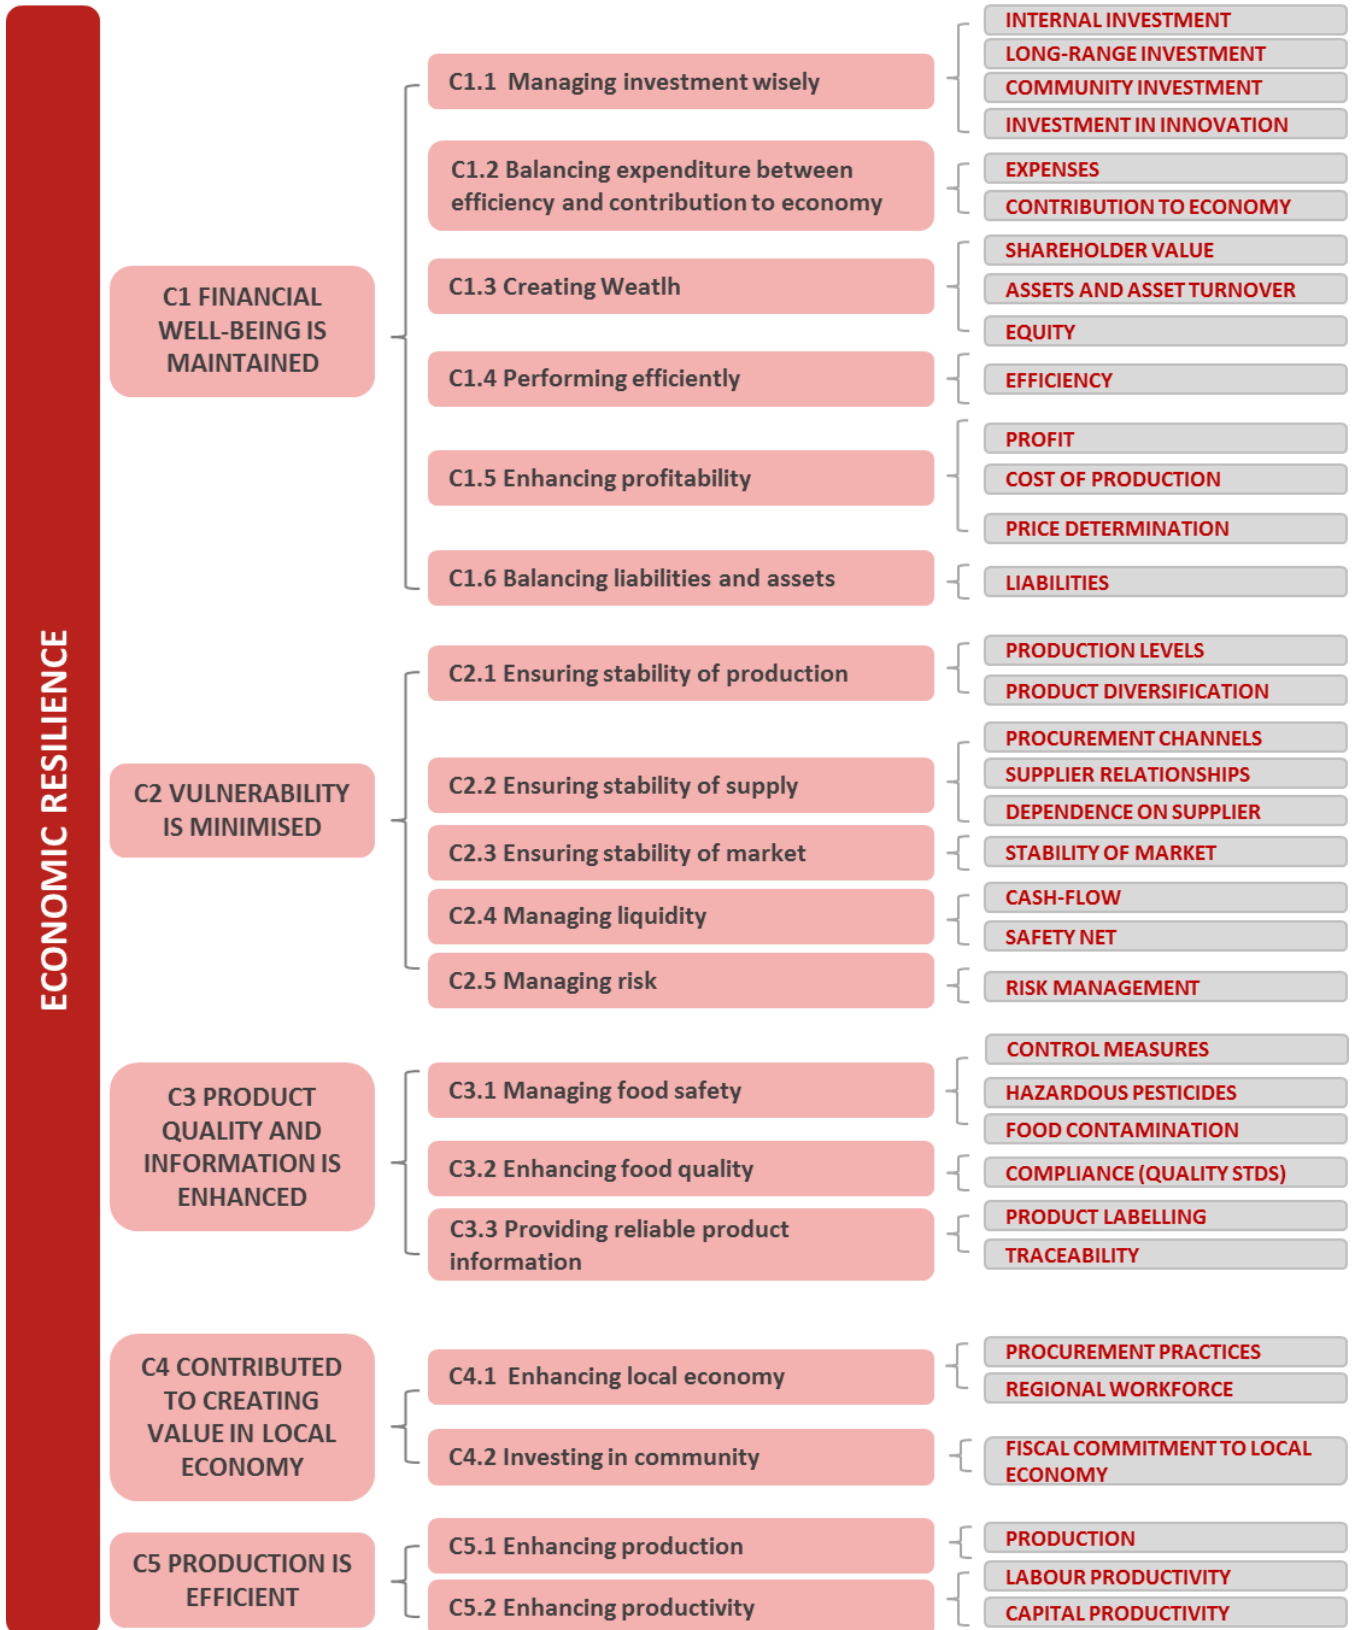 ECONOMIC RESILIENCE
C1 FINANCIAL
WELL-BEING IS
MAINTAINED
C1.1 Managing investment wisely
INTERNAL INVESTMENT
LONG-RANGE INVESTMENT
COMMUNITY INVESTMENT
INVESTMENT IN INNOVATION
C1.2 Balancing expenditure between
efficiency and contribution to economy
EXPENSES
CONTRIBUTION TO ECONOMY
C1.3 Creating Weatlh
SHAREHOLDER VALUE
ASSETS AND ASSET TURNOVER
EQUITY
C1.4 Performing efficiently
EFFICIENCY
C1.5 Enhancing profitability
PROFIT
COST OF PRODUCTION
PRICE DETERMINATION
C1.6 Balancing liabilities and assets
LIABILITIES
C2 VULNERABILITY
IS MINIMISED
C2.1 Ensuring stability of production
PRODUCTION LEVELS
PRODUCT DIVERSIFICATION
C2.2 Ensuring stability of supply
PROCUREMENT CHANNELS
SUPPLIER RELATIONSHIPS
DEPENDENCE ON SUPPLIER
C2.3 Ensuring stability of market
STABILITY OF MARKET
C2.4 Managing liquidity
CASH-FLOW
SAFETY NET
C2.5 Managing risk
RISK MANAGEMENT
C3 PRODUCT
QUALITY AND
INFORMATION IS
ENHANCED
C3.1 Managing food safety
CONTROL MEASURES
HAZARDOUS PESTICIDES
FOOD CONTAMINATION
C3.2 Enhancing food quality
COMPLIANCE (QUALITY STDS)
C3.3 Providing reliable product
information
PRODUCT LABELLING
TRACEABILITY
C4 CONTRIBUTED
TO CREATING
VALUE IN LOCAL
ECONOMY
C4.1 Enhancing local economy
PROCUREMENT PRACTICES
REGIONAL WORKFORCE
C4.2 Investing in community
FISCAL COMMITMENT TO LOCAL
ECONOMY
C5 PRODUCTION IS
EFFICIENT
C5.1 Enhancing production
PRODUCTION
C5.2 Enhancing productivity
LABOUR PRODUCTIVITY
CAPITAL PRODUCTIVITY